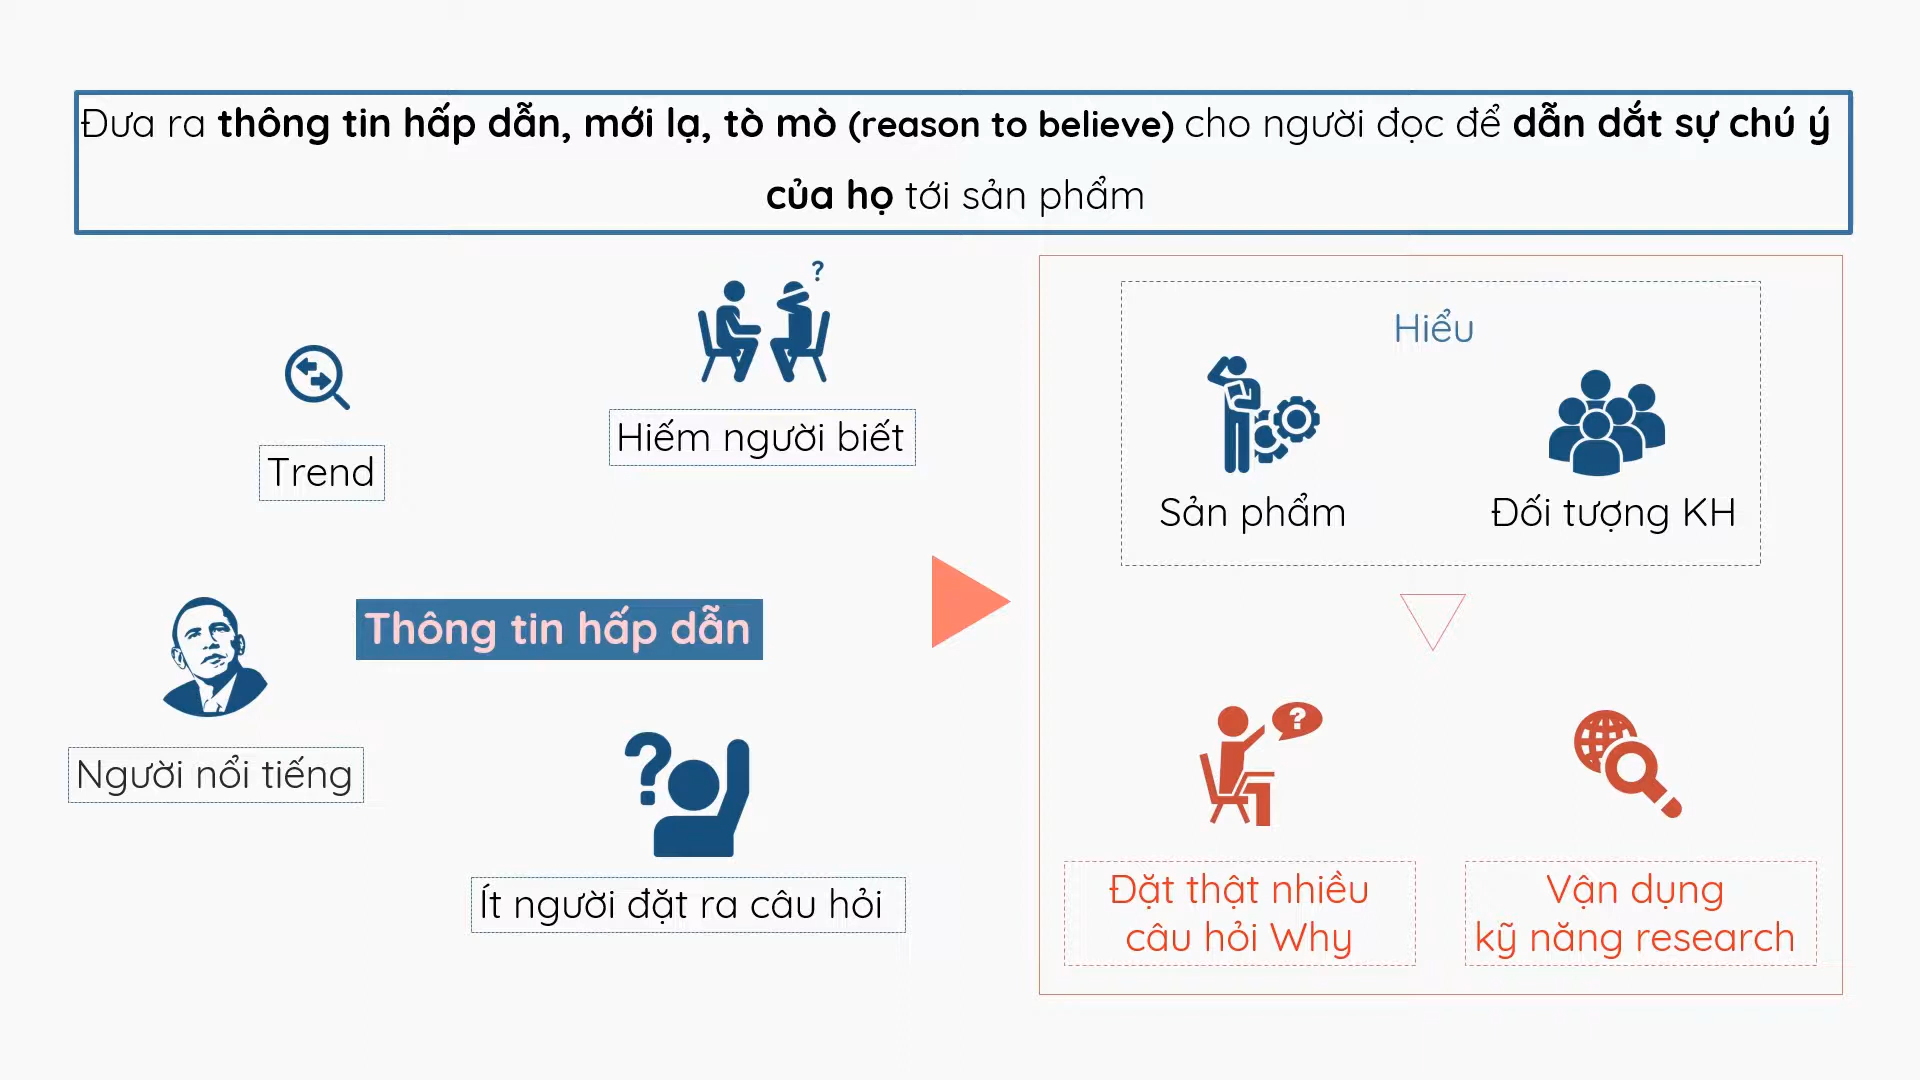 Đưa ra thông tin hấp dẫn, mới lạ, tò mò (reason to believe) cho người đọc để dẫn dắt sự chú ý
của họ tới sản phẩm
?
Hiếm người biết
Trend
Thông tin hấp dẫn
Người nổi tiếng
?
Ít người đặt ra câu hỏi
Hiểu
Sản phẩm
Đối tượng KH
?
Đặt thật nhiều
câu hỏi Why
Vận dụng
kỹ năng research